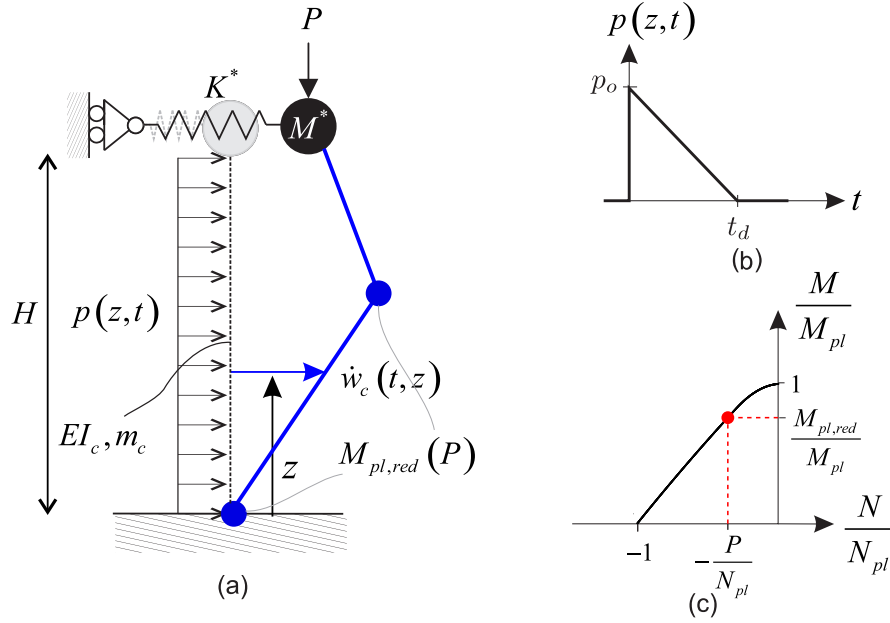 P
K*
M*
H
p(z,t)
ẇc(t,z)
EIc, mc
z
Mpl,red(P)
(a)
p(z,t)
po
td
t
(b)
M
Mpl
1
Mpl,red
Mpl
−1
−P
Npl
N
Npl
(c)